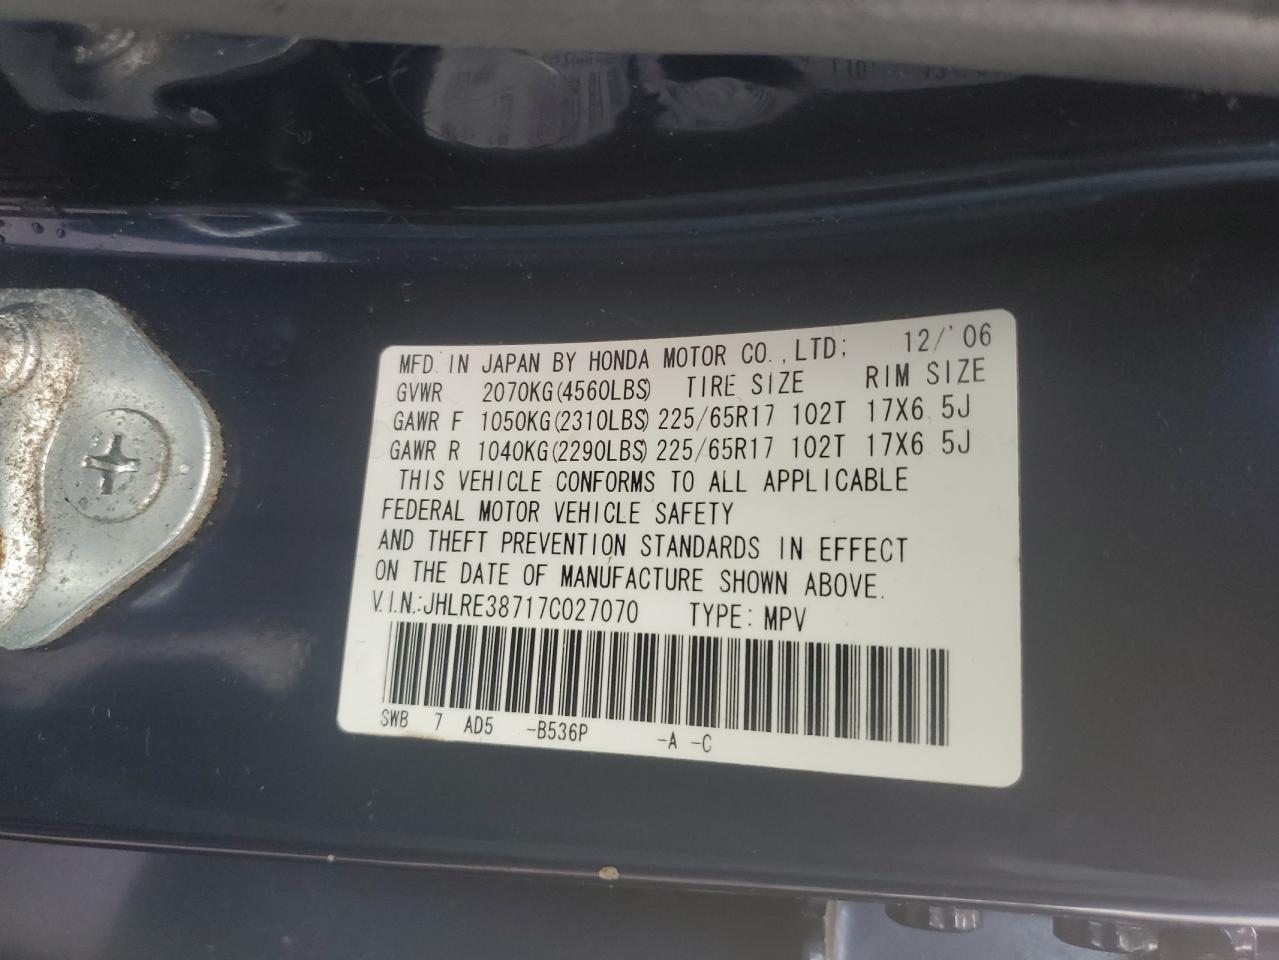 MFD. IN JAPAN BY HONDA MOTOR CO., LTD; 12/'06
GVWR 2070KG(4560LBS) TIRE SIZE RIM SIZE
GAWR F 1050KG(2310LBS) 225/65R17 102T 17X6 5J
GAWR R 1040KG(2290LBS) 225/65R17 102T 17X6 5J
THIS VEHICLE CONFORMS TO ALL APPLICABLE
FEDERAL MOTOR VEHICLE SAFETY
AND THEFT PREVENTION STANDARDS IN EFFECT
ON THE DATE OF MANUFACTURE SHOWN ABOVE.
V.I.N.:JHLRE38717C027070 TYPE: MPV
SWB 7 AD5 -B536P -A -C